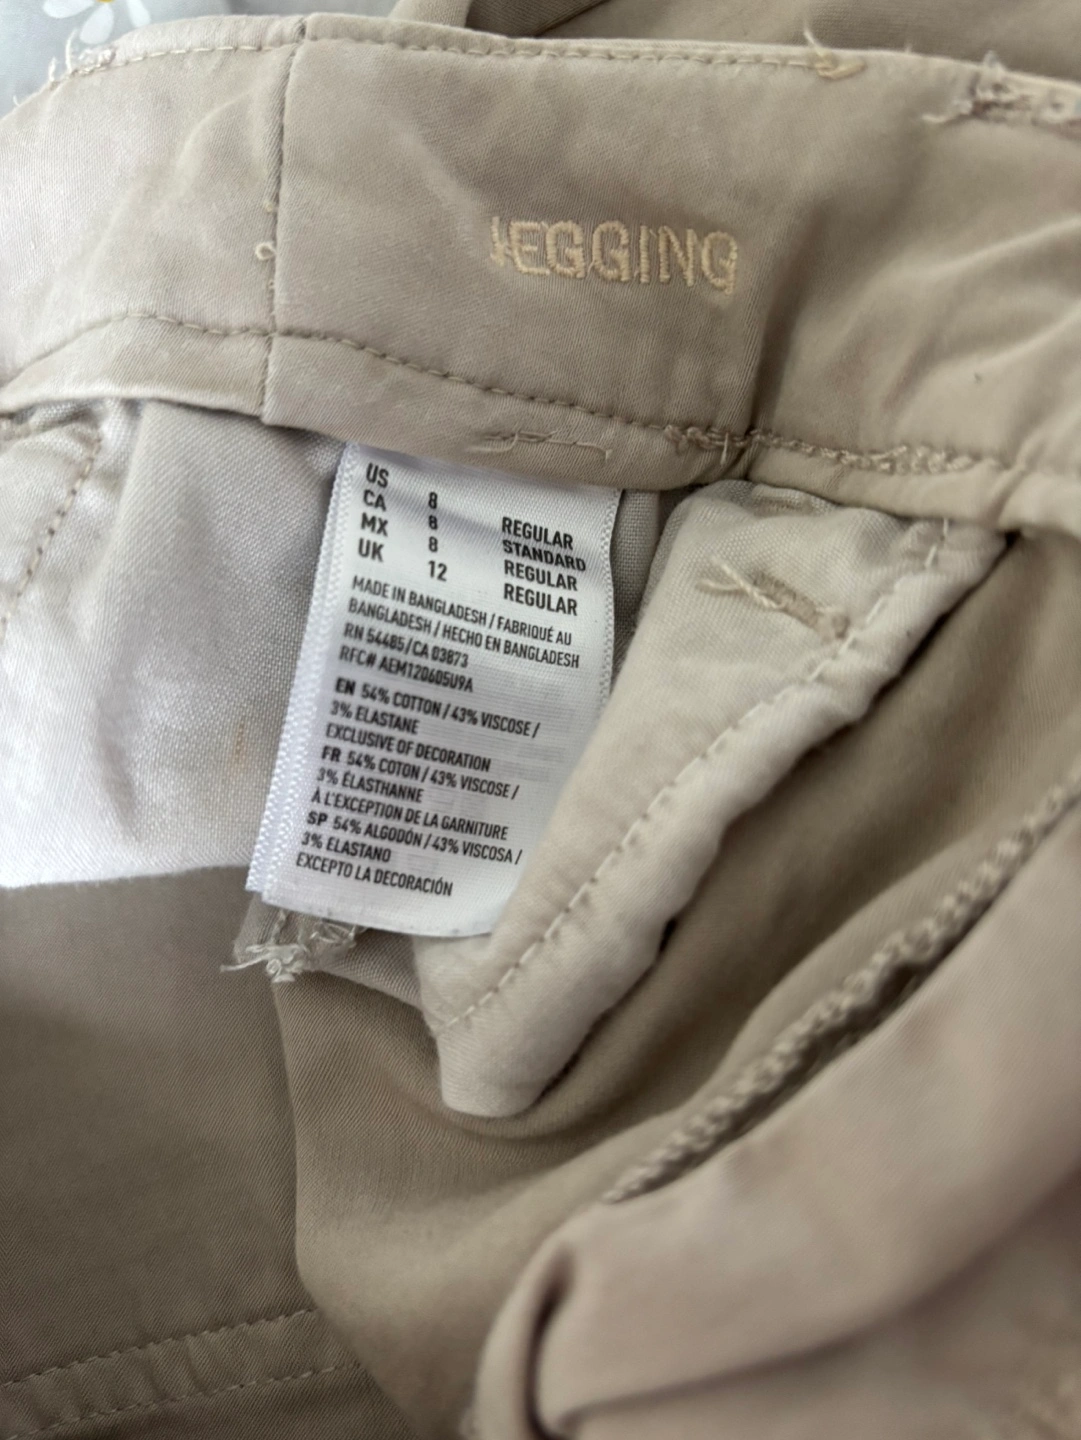 JEGGING
US 8 REGULAR
CA 8 STANDARD
MX 8 REGULAR
UK 12 REGULAR
MADE IN BANGLADESH / FABRIQUÉ AU
BANGLADESH / HECHO EN BANGLADESH
RN 54485/CA 03873
RFC# AEM120605U9A
EN 54% COTTON / 43% VISCOSE /
3% ELASTANE
EXCLUSIVE OF DECORATION
FR 54% COTON / 43% VISCOSE /
3% ÉLASTHANNE
À L'EXCEPTION DE LA GARNITURE
SP 54% ALGODÓN / 43% VISCOSA /
3% ELASTANO
EXCEPTO LA DECORACIÓN